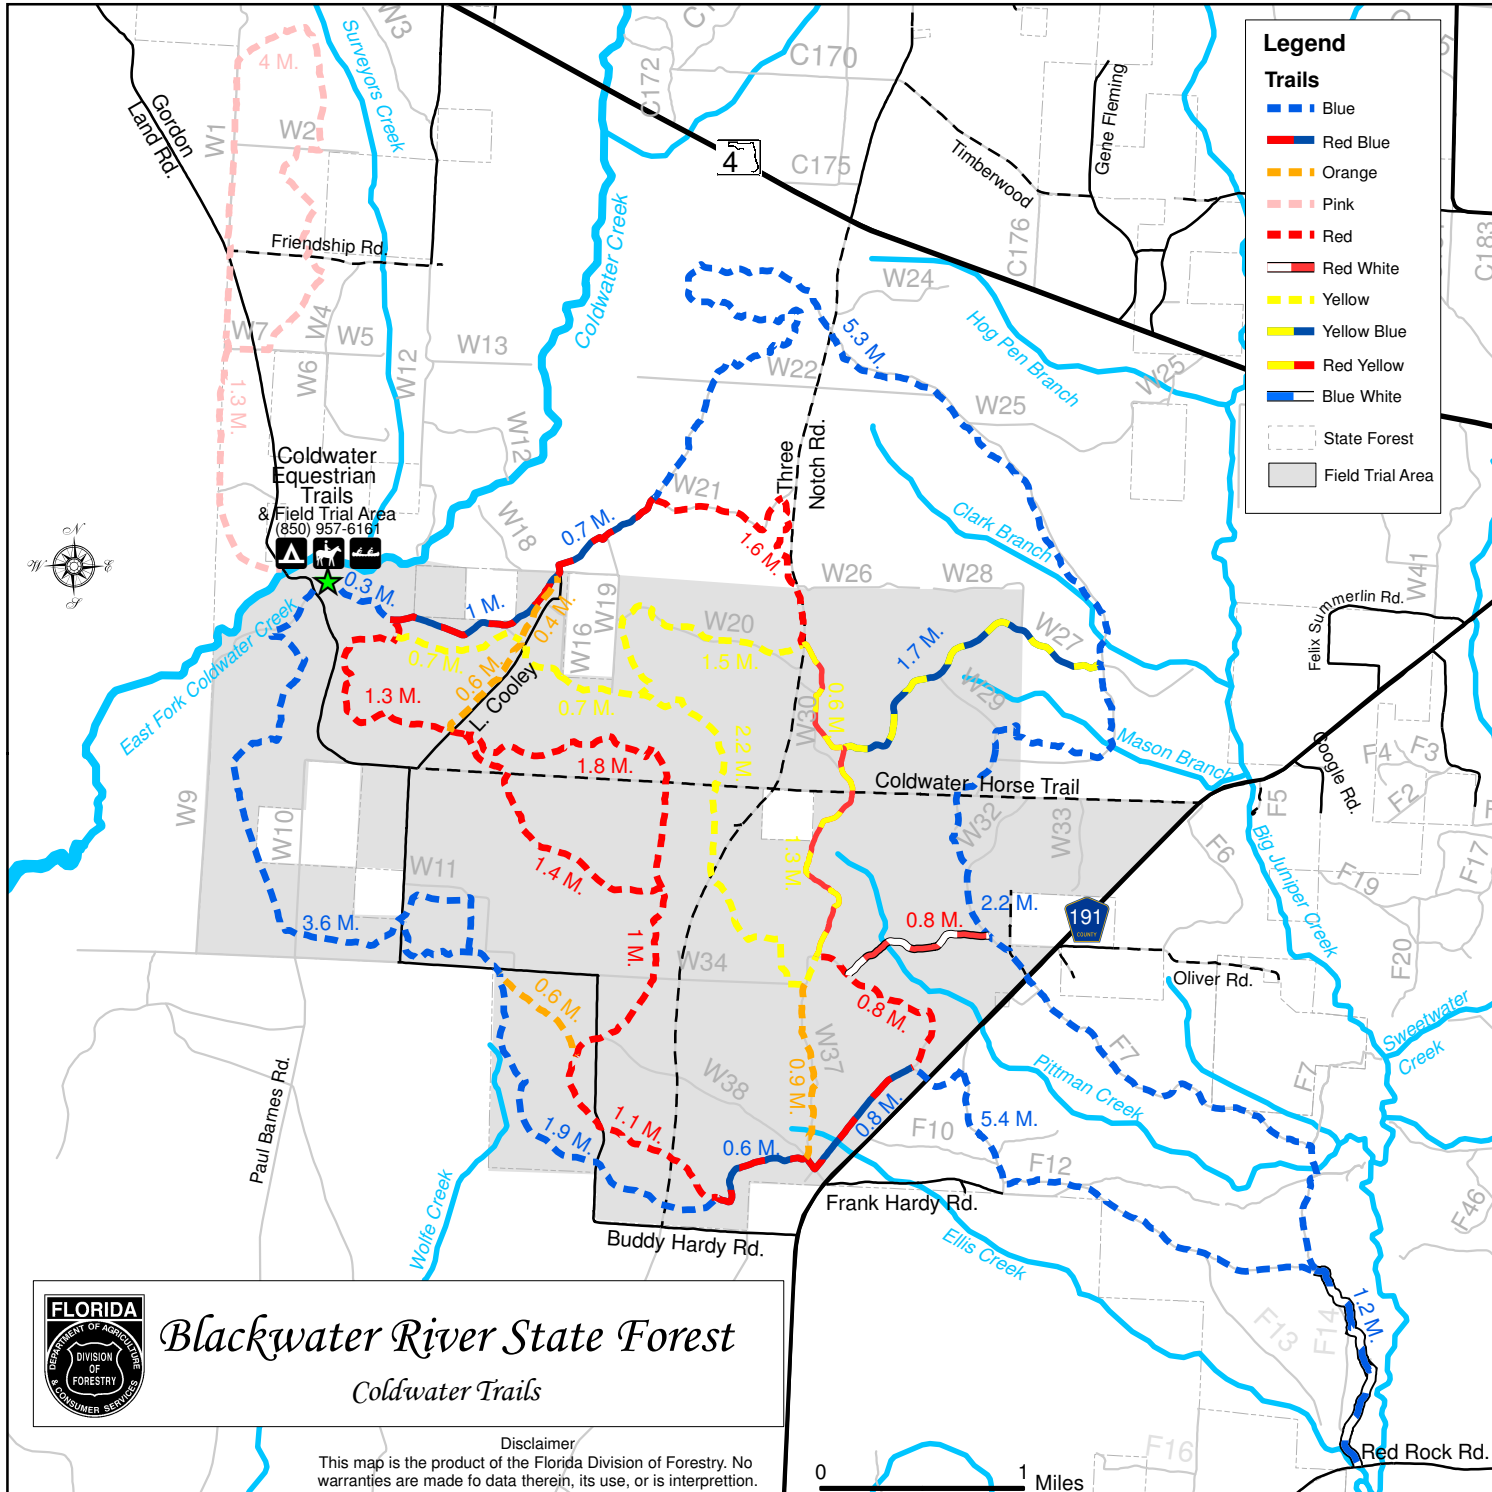 Legend
Trails
Blue
Red Blue
Orange
Pink
Red
Red White
Yellow
Yellow Blue
Red Yellow
Blue White
State Forest
Field Trial Area
W3
C170
C172
C175
4
Gordon
Land Rd.
Surveyors Creek
4 M.
W1
W2
Friendship Rd.
Coldwater Creek
Timberwood
Gene Fleming
C176
C183
W24
Hog Pen Branch
W25
W7
W4
W5
W6
W12
W13
5.3 M.
W22
W25
1.3 M.
W12
Three
Notch Rd.
Coldwater
Equestrian
Trails
& Field Trial Area
(850) 957-6161
W18
0.7 M.
W21
1.6 M.
Clark Branch
W26
W28
W41
Felix Summerlin Rd.
N
W
E
S
0.3 M.
1 M.
0.4 M.
W16
W19
W20
1.5 M.
W27
1.7 M.
East Fork Coldwater Creek
0.7 M.
0.6 M.
L. Cooley
1.3 M.
0.7 M.
0.6 M
W30
W29
Mason Branch
2.2 M.
1.8 M.
Coldwater Horse Trail
Google Rd.
F4
F3
F2
F5
W9
W10
W11
W32
W33
F6
Big Juniper Creek
F19
F17
1.4 M.
1.3 M.
3.6 M.
2.2 M.
191
COUNTY
0.8 M.
1 M.
W34
Oliver Rd.
F20
0.6 M.
0.8 M.
W37
F7
Sweetwater
Creek
F7
Pittman Creek
Paul Barnes Rd.
W38
0.9 M.
0.8 M.
1.9 M.
1.1 M.
0.6 M.
F10
5.4 M.
F12
F46
Wolfe Creek
Frank Hardy Rd.
Buddy Hardy Rd.
Ellis Creek
F13
F14
1.2 M.
F16
Red Rock Rd.
FLORIDA
DEPARTMENT OF AGRICULTURE
& CONSUMER SERVICES
DIVISION
OF
FORESTRY
Blackwater River State Forest
Coldwater Trails
Disclaimer
This map is the product of the Florida Division of Forestry. No
warranties are made fo data therein, its use, or is interprettion.
0
1
Miles